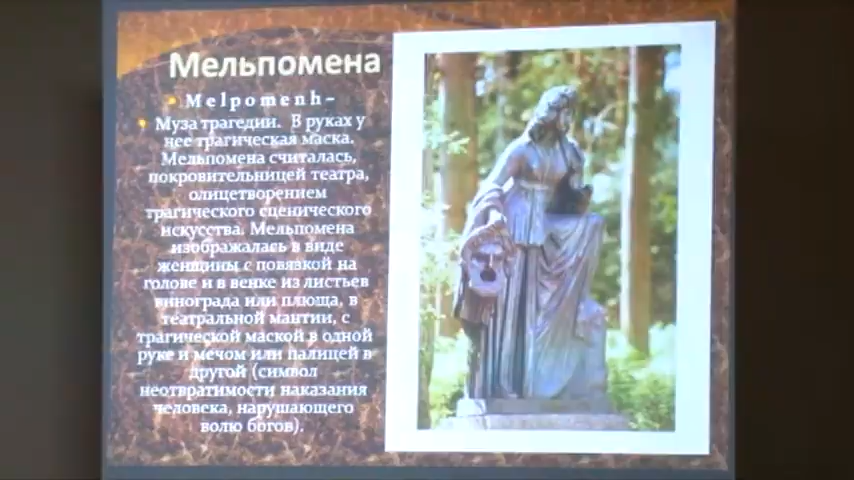 Мельпомена
Melpomenh–
Муза трагедии. В руках у
нее трагическая маска.
Мельпомена считалась,
покровительницей театра,
олицетворением
трагического сценического
искусства. Мельпомена
изображалась в виде
женщины с повязкой на
голове и в венке из листьев
винограда или плюща, в
театральной мантии, с
трагической маской в одной
руке и мечом или палицей в
другой (символ
неотвратимости наказания
человека, нарушающего
волю богов).